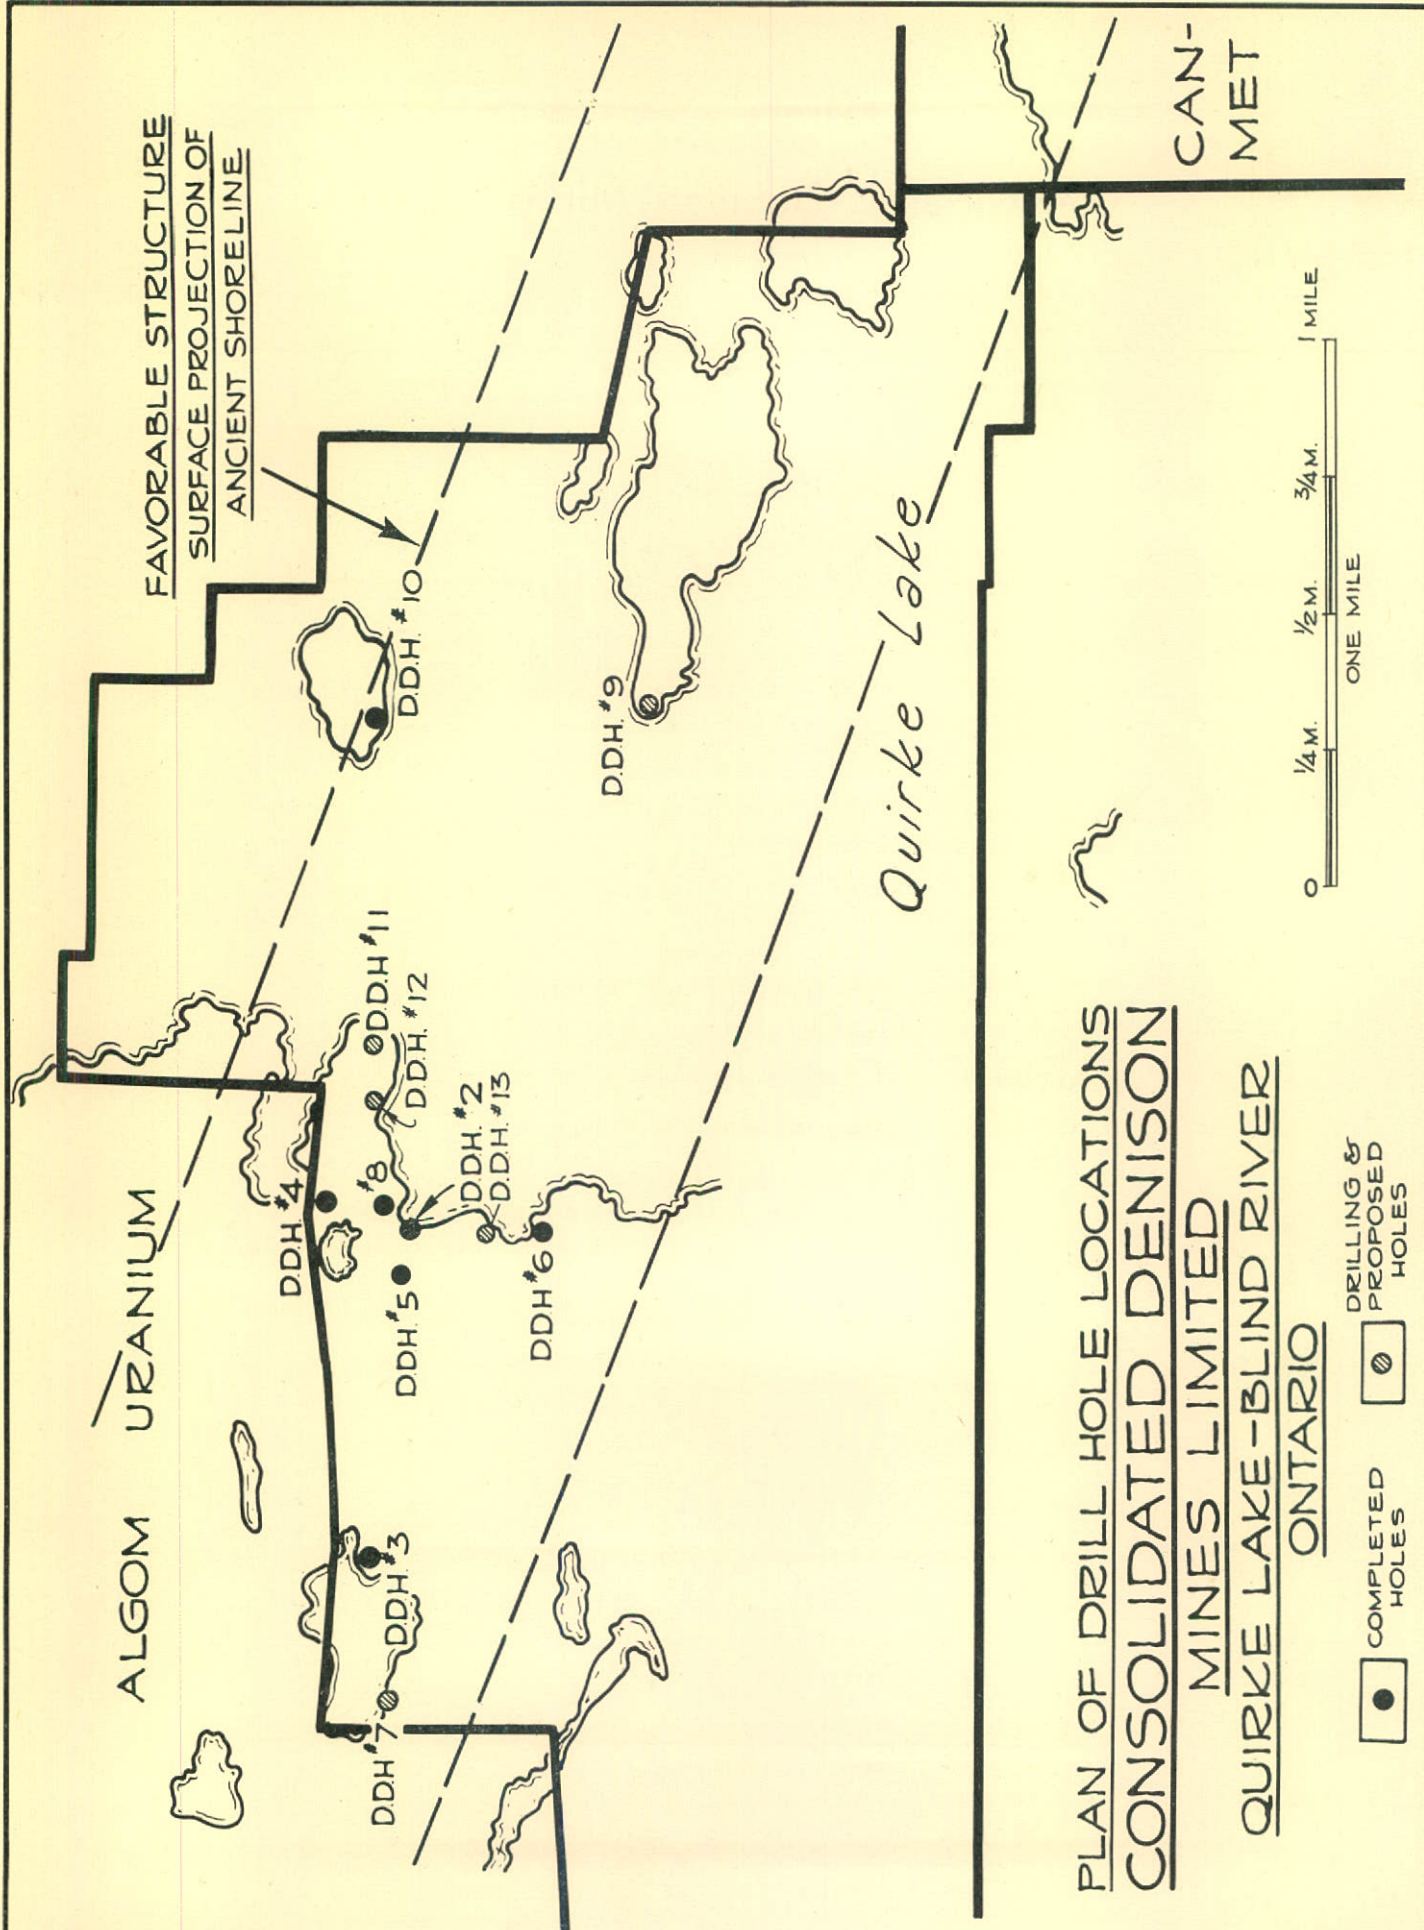 ALGOM URANIUM
FAVORABLE STRUCTURE
SURFACE PROJECTION OF
ANCIENT SHORELINE
D.D.H. #4
#8
D.D.H #11
D.D.H. #12
D.D.H. #10
D.D.H #7
D.D.H. #3
D.D.H. #5
D.D.H. #2
D.D.H. #13
D.D.H #6
D.D.H. #9
Quirke Lake
CAN-
MET
PLAN OF DRILL HOLE LOCATIONS
CONSOLIDATED DENISON
MINES LIMITED
QUIRKE LAKE-BLIND RIVER
ONTARIO
COMPLETED
HOLES
DRILLING &
PROPOSED
HOLES
0 1/4 M. 1/2 M. 3/4 M. 1 MILE
ONE MILE